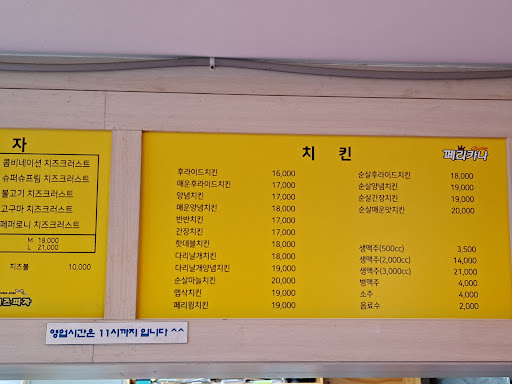 자
콤비네이션 치즈크러스트
슈퍼슈프림 치즈크러스트
불고기 치즈크러스트
고구마 치즈크러스트
페퍼로니 치즈크러스트
M 18,000
L 21,000
치즈볼 10,000
치즈피자
치 킨
페리카나
후라이드치킨 16,000
매운후라이드치킨 17,000
양념치킨 17,000
매운양념치킨 18,000
반반치킨 17,000
간장치킨 17,000
핫데블치킨 18,000
다리날개치킨 18,000
다리날개양념치킨 19,000
순살파늘치킨 20,000
맵삭치킨 19,000
페리윙치킨 19,000
순살후라이드치킨 18,000
순살양념치킨 19,000
순살간장치킨 19,000
순살매운맛치킨 20,000
생맥주(500cc) 3,500
생맥주(2,000cc) 14,000
생맥주(3,000cc) 21,000
병맥주 4,000
소주 4,000
음료수 2,000
영업시간은 11시까지 입니다 ^^